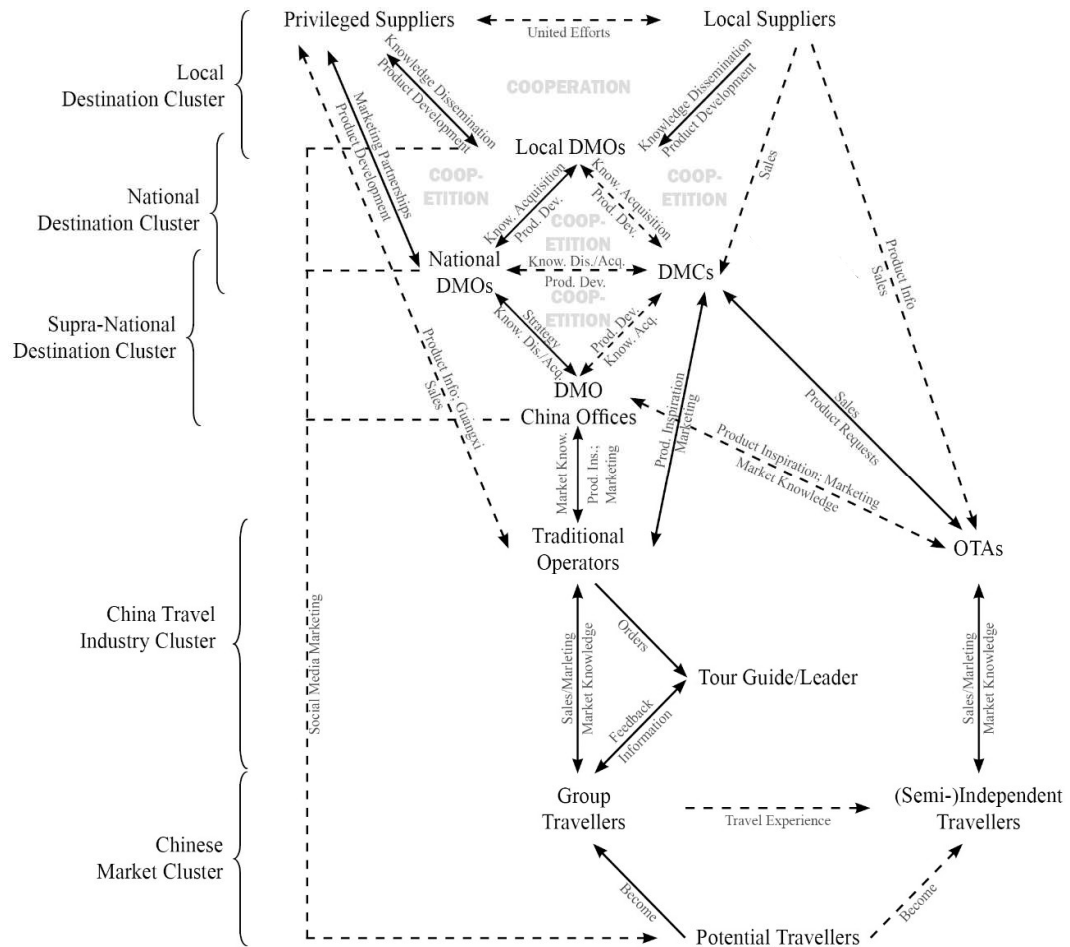 Privileged Suppliers
United Efforts
Local Suppliers
Local
Destination Cluster
Knowledge Dissemination
Product Development
COOPERATION
Knowledge Dissemination
Product Development
Marketing Partnerships
Product Development
Local DMOs
COOP-
ETITION
COOP-
ETITION
Sales
National
Destination Cluster
Know. Acquisition
Prod. Dev.
Know. Acquisition
Prod. Dev.
COOP-
ETITION
National
DMOs
Know. Dis./Acq.
Prod. Dev.
DMCs
Product Info
Sales
COOP-
ETITION
Supra-National
Destination Cluster
Strategy
Know. Dis./Acq.
Prod. Dev.
Know. Acq.
DMO
China Offices
Product Info; Guangxi
Sales
Prod. Inspiration
Marketing
Sales
Product Requests
Product Inspiration; Marketing
Market Knowledge
Market Know.
Prod. Ins.;
Marketing
Traditional
Operators
OTAs
China Travel
Industry Cluster
Social Media Marketing
Orders
Sales/Marleting
Market Knowledge
Tour Guide/Leader
Feedback
Information
Sales/Marleting
Market Knowledge
Chinese
Market Cluster
Group
Travellers
Travel Experience
(Semi-)Independent
Travellers
Become
Become
Potential Travellers